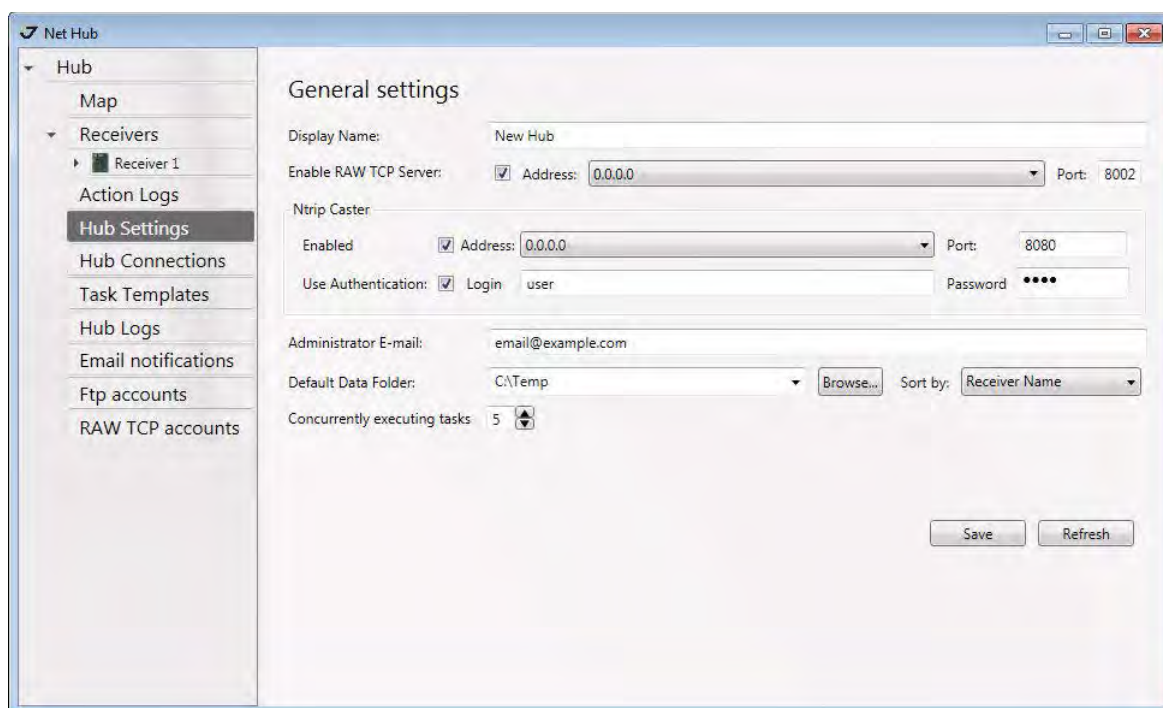 Net Hub
Hub
Map
Receivers
Receiver 1
Action Logs
Hub Settings
Hub Connections
Task Templates
Hub Logs
Email notifications
Ftp accounts
RAW TCP accounts
General settings
Display Name: New Hub
Enable RAW TCP Server: Address: 0.0.0.0 Port: 8002
Ntrip Caster
Enabled Address: 0.0.0.0 Port: 8080
Use Authentication: Login user Password ••••
Administrator E-mail: email@example.com
Default Data Folder: C:\Temp Browse... Sort by: Receiver Name
Concurrently executing tasks 5
Save Refresh